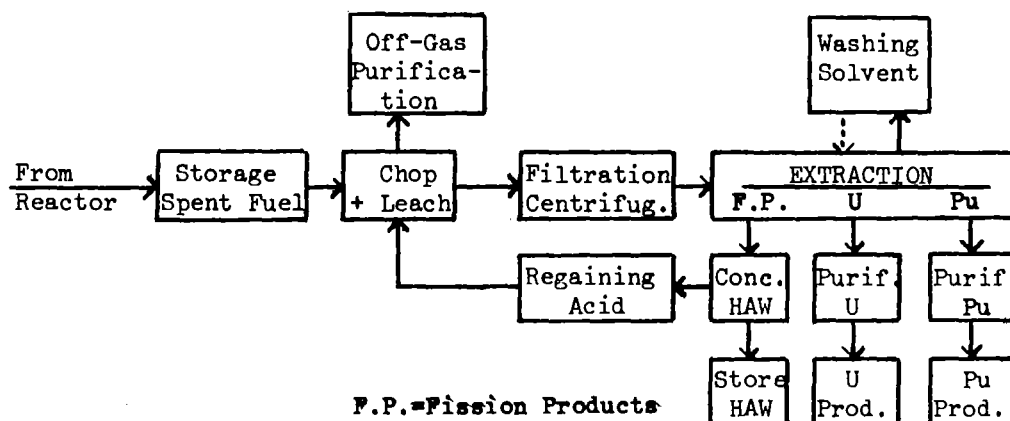 Off-Gas
Purifica-
tion
Washing
Solvent
From
Reactor
Storage
Spent Fuel
Chop
+ Leach
Filtration
Centrifug.
EXTRACTION
F.P. U Pu
Regaining
Acid
Conc.
HAW
Purif.
U
Purif
Pu
Store
HAW
U
Prod.
Pu
Prod.
F.P.=Fission Products